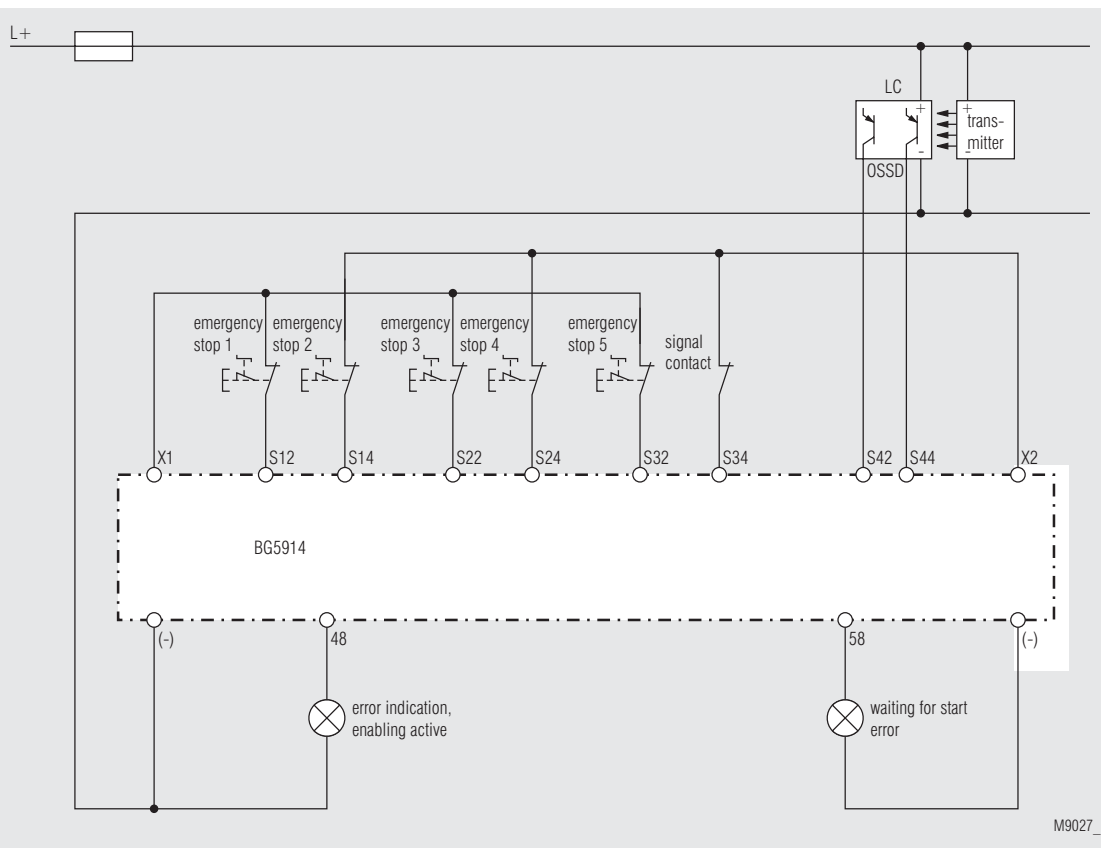 L+
LC
+
+
trans-
mitter
-
-
OSSD
emergency
stop 1
emergency
stop 2
emergency
stop 3
emergency
stop 4
emergency
stop 5
signal
contact
X1
S12
S14
S22
S24
S32
S34
S42
S44
X2
BG5914
(-)
48
58
(-)
error indication,
enabling active
waiting for start
error
M9027_